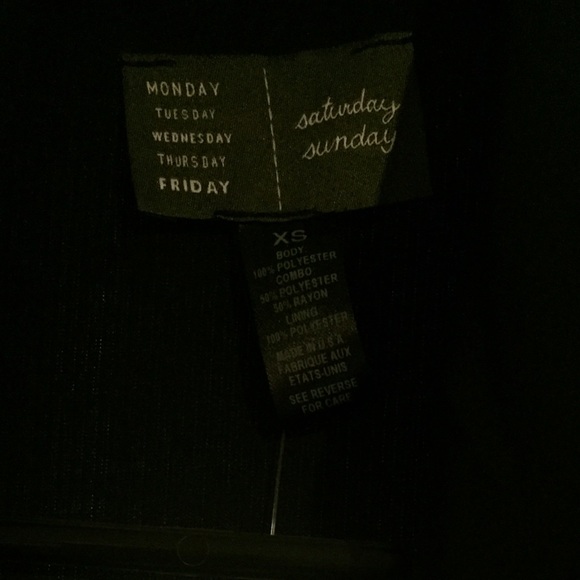 MONDAY
TUESDAY
WEDNESDAY
THURSDAY
FRIDAY
saturday
sunday
XS
BODY
100% POLYESTER
COMBO
50% POLYESTER
50% RAYON
LINING
100% POLYESTER
MADE IN U.S.A
FABRIQUE AUX
ETATS-UNIS
SEE REVERSE
FOR CARE